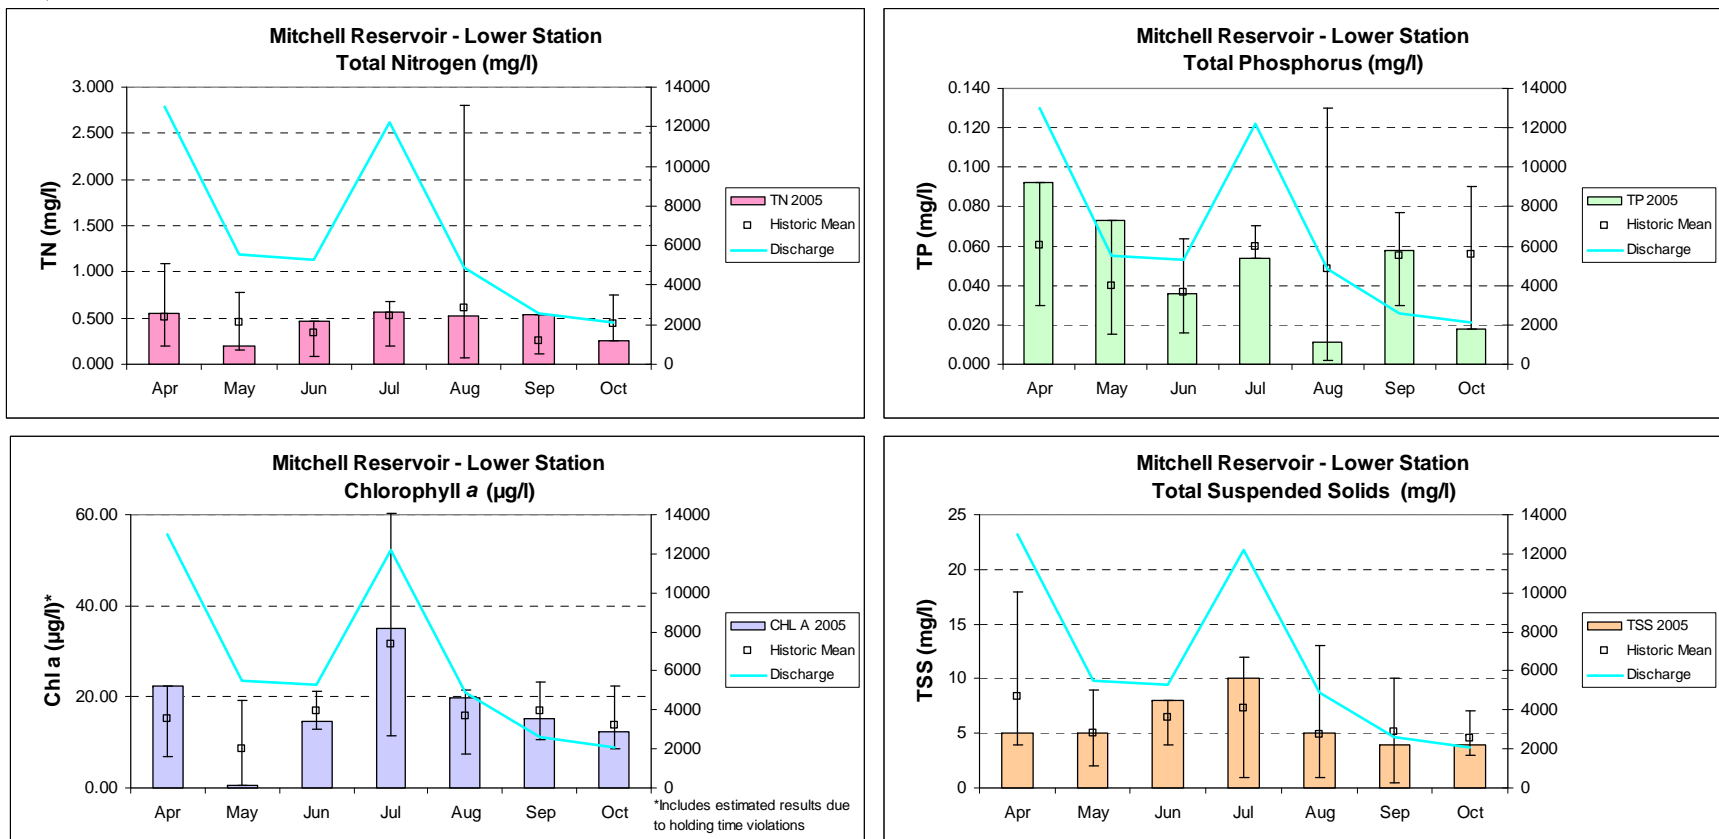 Mitchell Reservoir - Lower Station
Total Nitrogen (mg/l)
TN (mg/l)
3.000
2.500
2.000
1.500
1.000
0.500
0.000
14000
12000
10000
8000
6000
4000
2000
0
Apr May Jun Jul Aug Sep Oct
TN 2005
Historic Mean
Discharge
Mitchell Reservoir - Lower Station
Total Phosphorus (mg/l)
TP (mg/l)
0.140
0.120
0.100
0.080
0.060
0.040
0.020
0.000
14000
12000
10000
8000
6000
4000
2000
0
Apr May Jun Jul Aug Sep Oct
TP 2005
Historic Mean
Discharge
Mitchell Reservoir - Lower Station
Chlorophyll a (µg/l)
Chl a (µg/l)*
60.00
40.00
20.00
0.00
14000
12000
10000
8000
6000
4000
2000
0
Apr May Jun Jul Aug Sep Oct
CHL A 2005
Historic Mean
Discharge
*Includes estimated results due
to holding time violations
Mitchell Reservoir - Lower Station
Total Suspended Solids (mg/l)
TSS (mg/l)
25
20
15
10
5
0
14000
12000
10000
8000
6000
4000
2000
0
Apr May Jun Jul Aug Sep Oct
TSS 2005
Historic Mean
Discharge